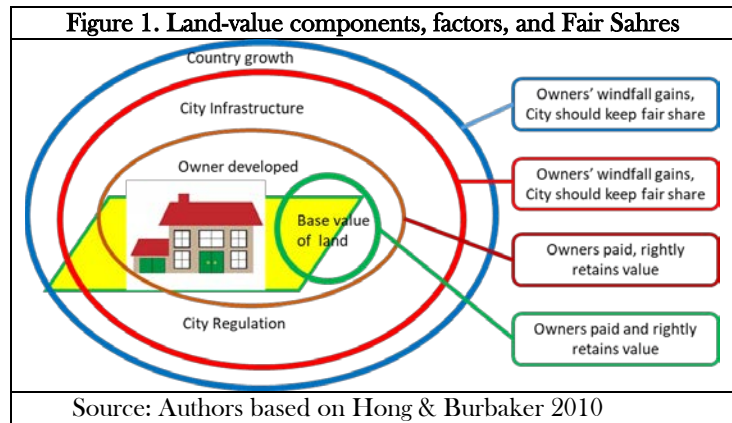 Figure 1. Land-value components, factors, and Fair Sahres
Country growth
City Infrastructure
Owner developed
Base value
of land
City Regulation
Owners' windfall gains,
City should keep fair share
Owners' windfall gains,
City should keep fair share
Owners paid, rightly
retains value
Owners paid and rightly
retains value
Source: Authors based on Hong & Burbaker 2010